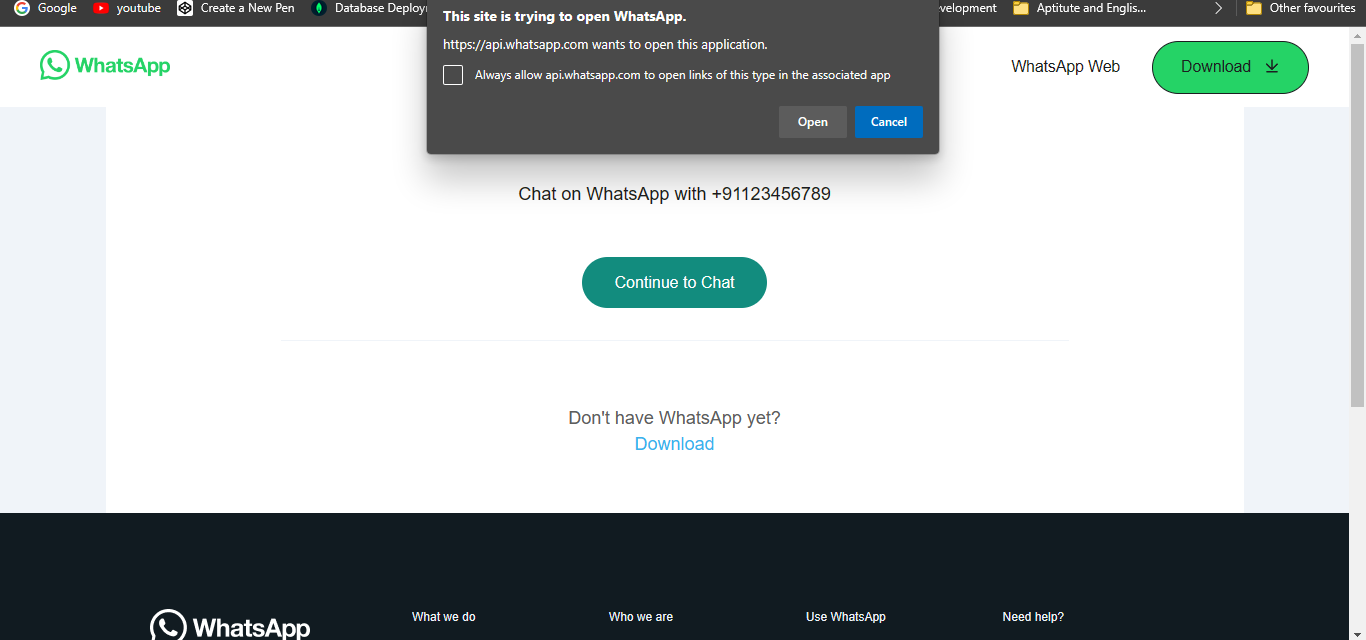 Google youtube Create a New Pen Database Deploy velopment Aptitute and Englis... Other favourites
This site is trying to open WhatsApp.
https://api.whatsapp.com wants to open this application.
Always allow api.whatsapp.com to open links of this type in the associated app
Open Cancel
WhatsApp WhatsApp Web Download
Chat on WhatsApp with +91123456789
Continue to Chat
Don't have WhatsApp yet?
Download
WhatsApp What we do Who we are Use WhatsApp Need help?